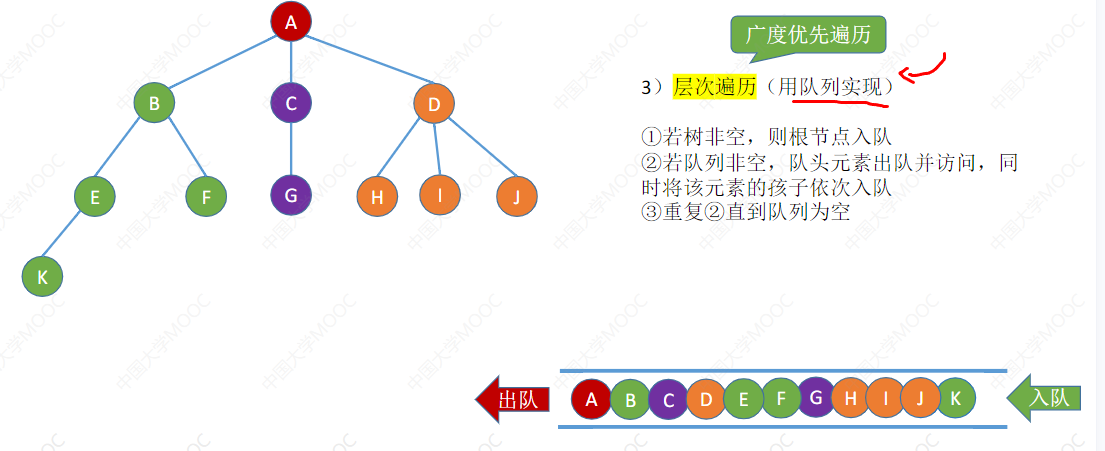 广度优先遍历
A
3）层次遍历（用队列实现）
B
C
D
①若树非空，则根节点入队
②若队列非空，队头元素出队并访问，同
时将该元素的孩子依次入队
③重复②直到队列为空
E
F
G
H
I
J
K
出队
A B C D E F G H I J K
入队
中国大学MOOC